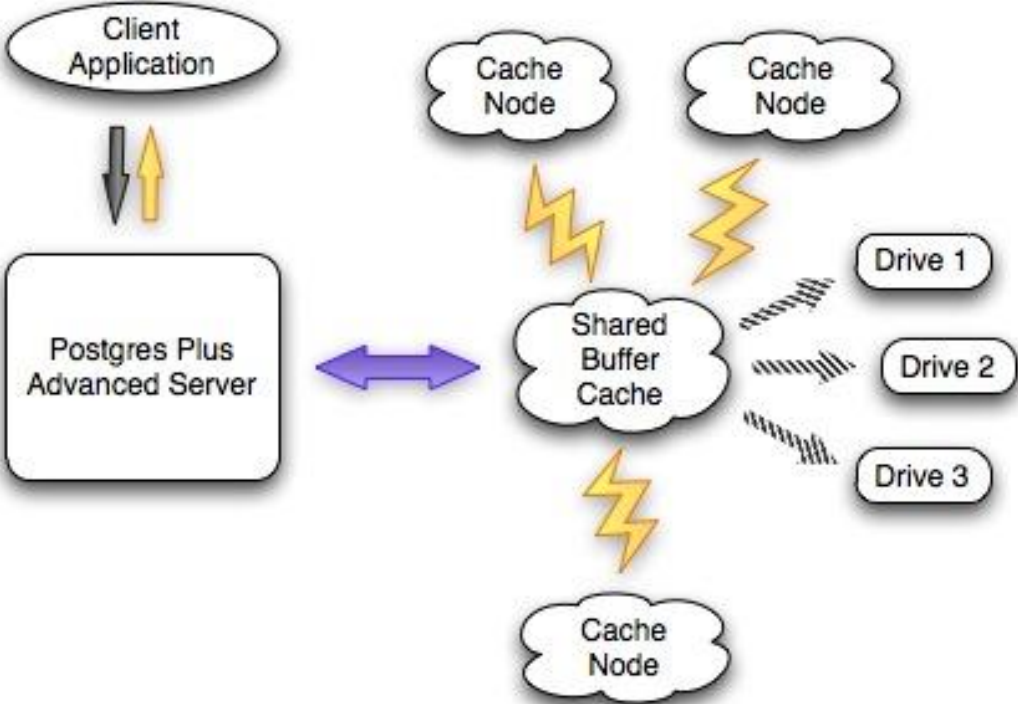 Client
Application
Cache
Node
Cache
Node
Postgres Plus
Advanced Server
Shared
Buffer
Cache
Drive 1
Drive 2
Drive 3
Cache
Node